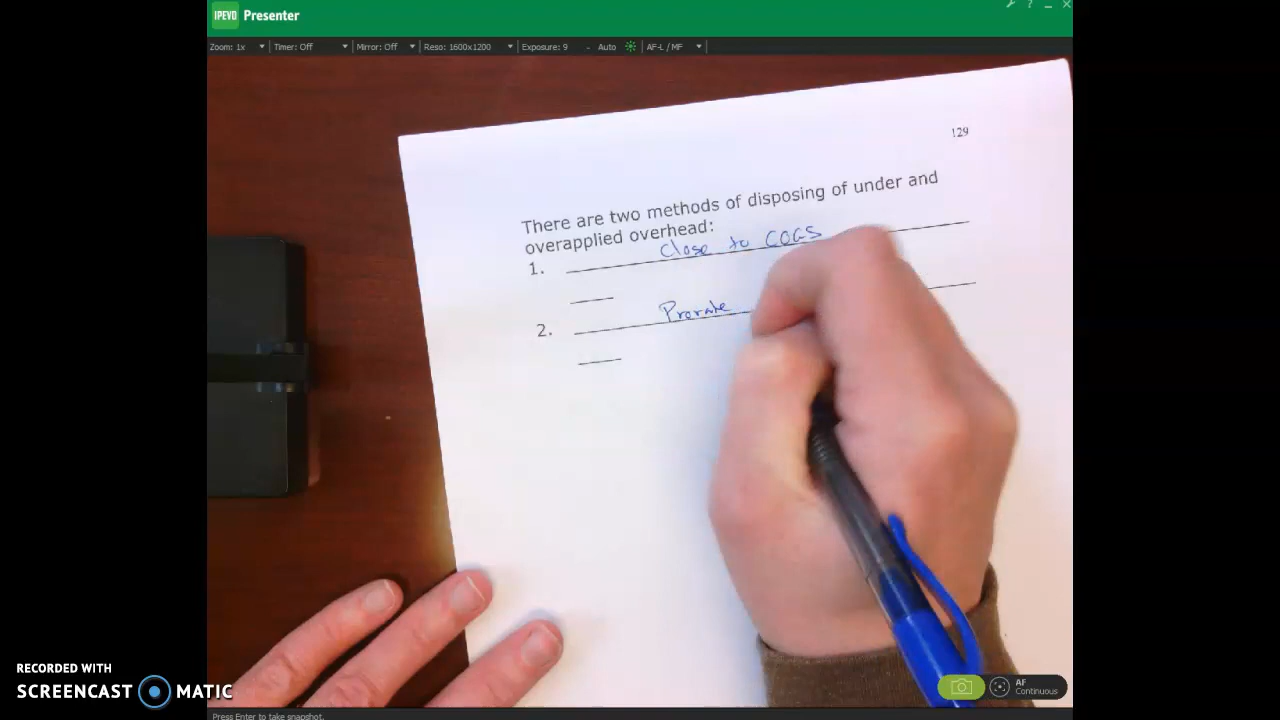 IPEVO Presenter
Zoom: 1x Timer: Off Mirror: Off Reso: 1600x1200 Exposure: 9 - Auto AF-L / MF
129
There are two methods of disposing of under and
overapplied overhead:
1. Close to COGS
2. Prorate
RECORDED WITH
SCREENCAST MATIC
AF
Continuous
Press Enter to take snapshot.